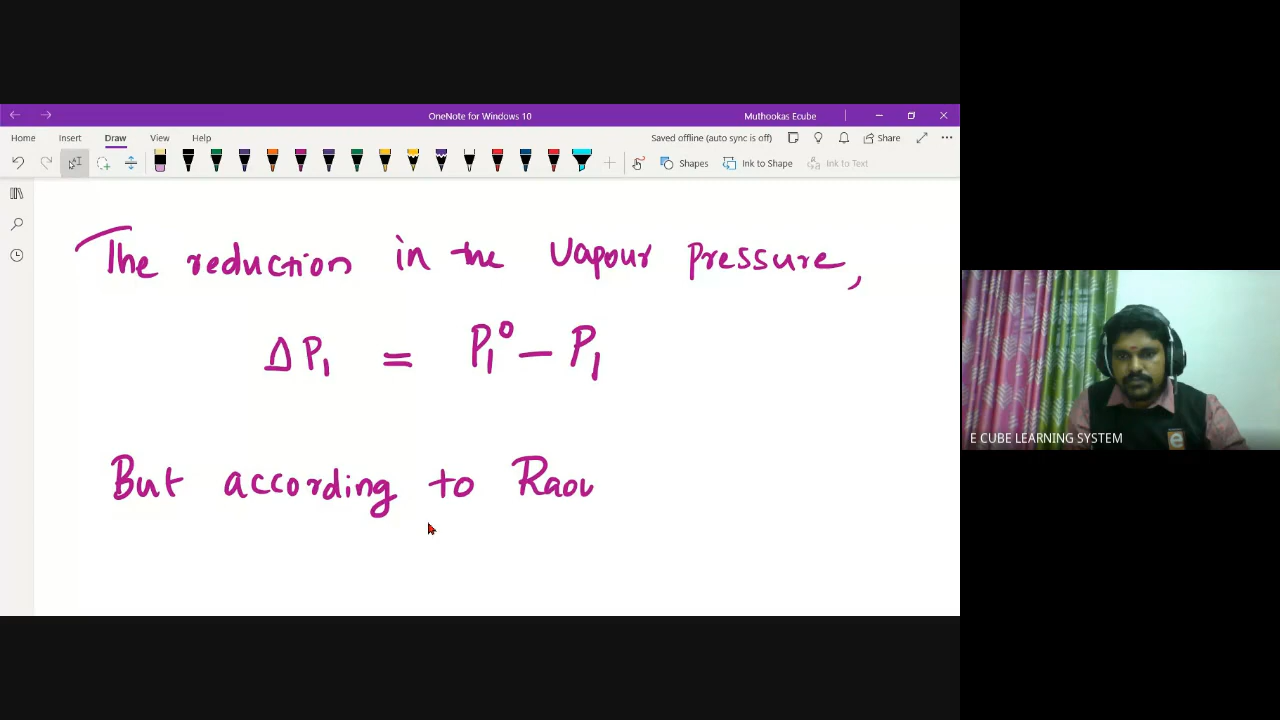 OneNote for Windows 10
Muthookas Ecube
Home Insert Draw View Help
Saved offline (auto sync is off) Share
Shapes Ink to Shape Ink to Text
The reduction in the Vapour pressure,
Δ P₁ = P₁⁰ − P₁
But according to Raou
E CUBE LEARNING SYSTEM